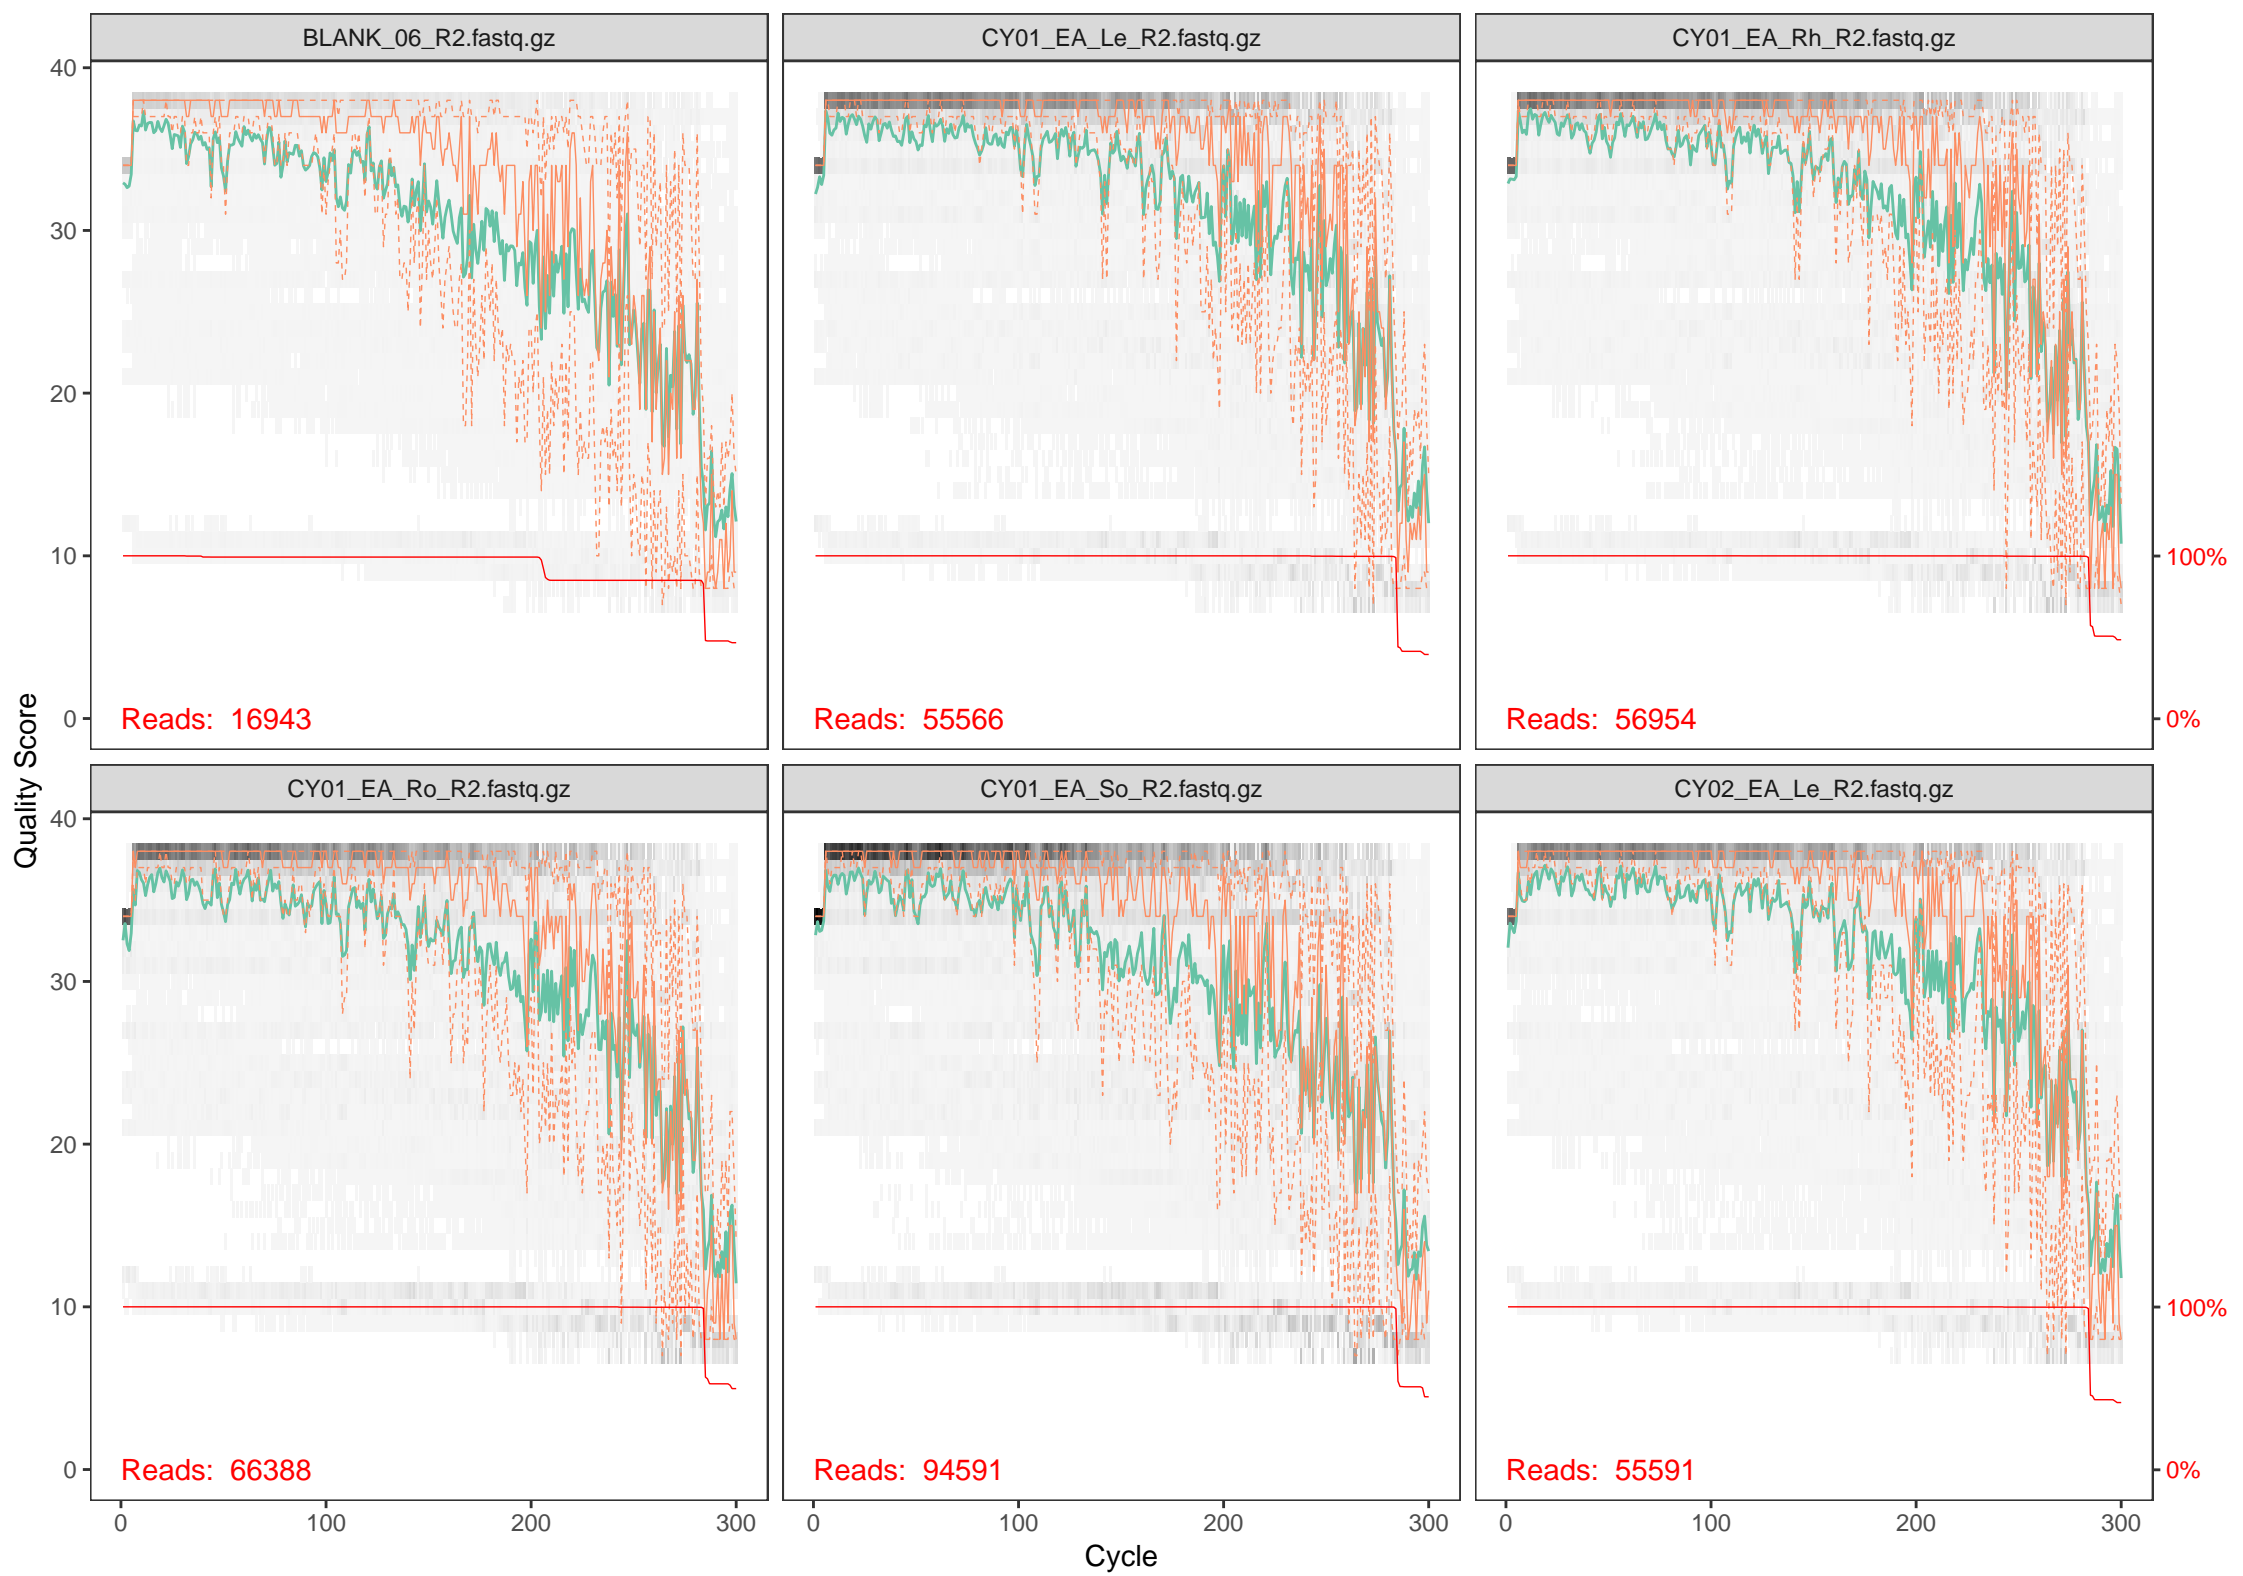 BLANK_06_R2.fastq.gz
CY01_EA_Le_R2.fastq.gz
CY01_EA_Rh_R2.fastq.gz
40
30
20
10
0
100%
0%
Reads: 16943
Reads: 55566
Reads: 56954
Quality Score
CY01_EA_Ro_R2.fastq.gz
CY01_EA_So_R2.fastq.gz
CY02_EA_Le_R2.fastq.gz
40
30
20
10
0
100%
0%
Reads: 66388
Reads: 94591
Reads: 55591
0 100 200 300
0 100 200 300
0 100 200 300
Cycle